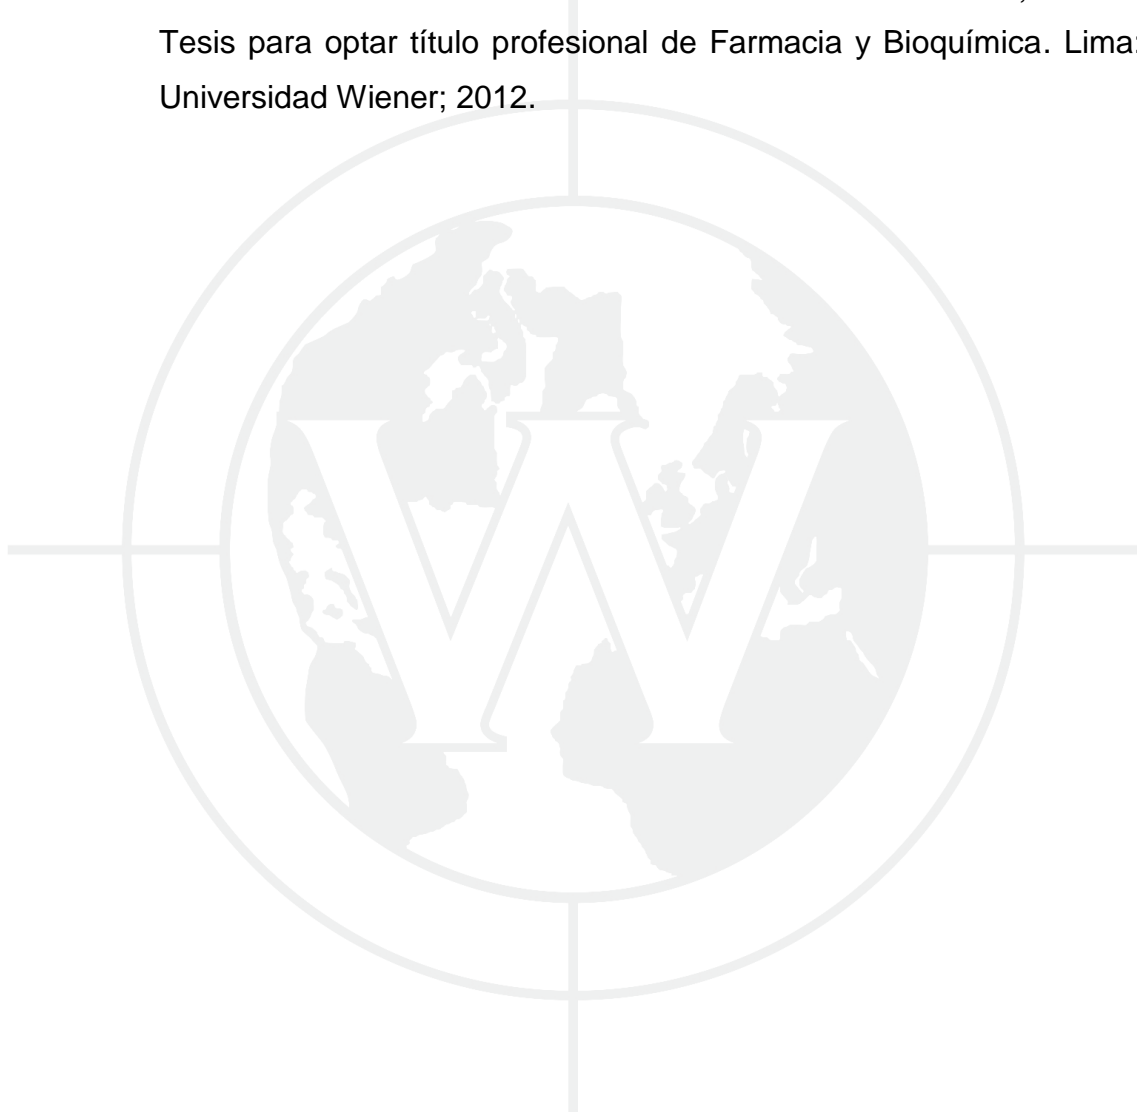 Tesis para optar título profesional de Farmacia y Bioquímica. Lima:
Universidad Wiener; 2012.
W